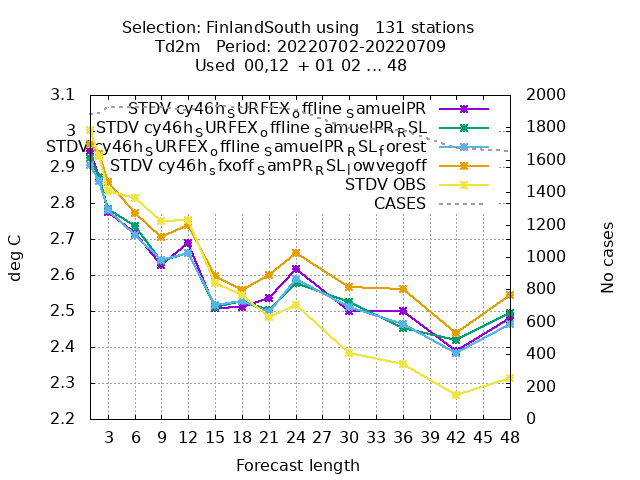 Selection: FinlandSouth using   131 stations
Td2m   Period: 20220702-20220709
Used  00,12  + 01 02 ... 48
STDV cy46h_SURFEX_offline_SamuelPR
STDV cy46h_SURFEX_offline_SamuelPR_RSL
STDV cy46h_SURFEX_offline_SamuelPR_RSL_forest
STDV cy46h_sfxoff_SamPR_RSL_lowvegoff
STDV OBS
CASES
3.1
3
2.9
2.8
2.7
2.6
2.5
2.4
2.3
2.2
deg C
2000
1800
1600
1400
1200
1000
800
600
400
200
0
No cases
3 6 9 12 15 18 21 24 27 30 33 36 39 42 45 48
Forecast length